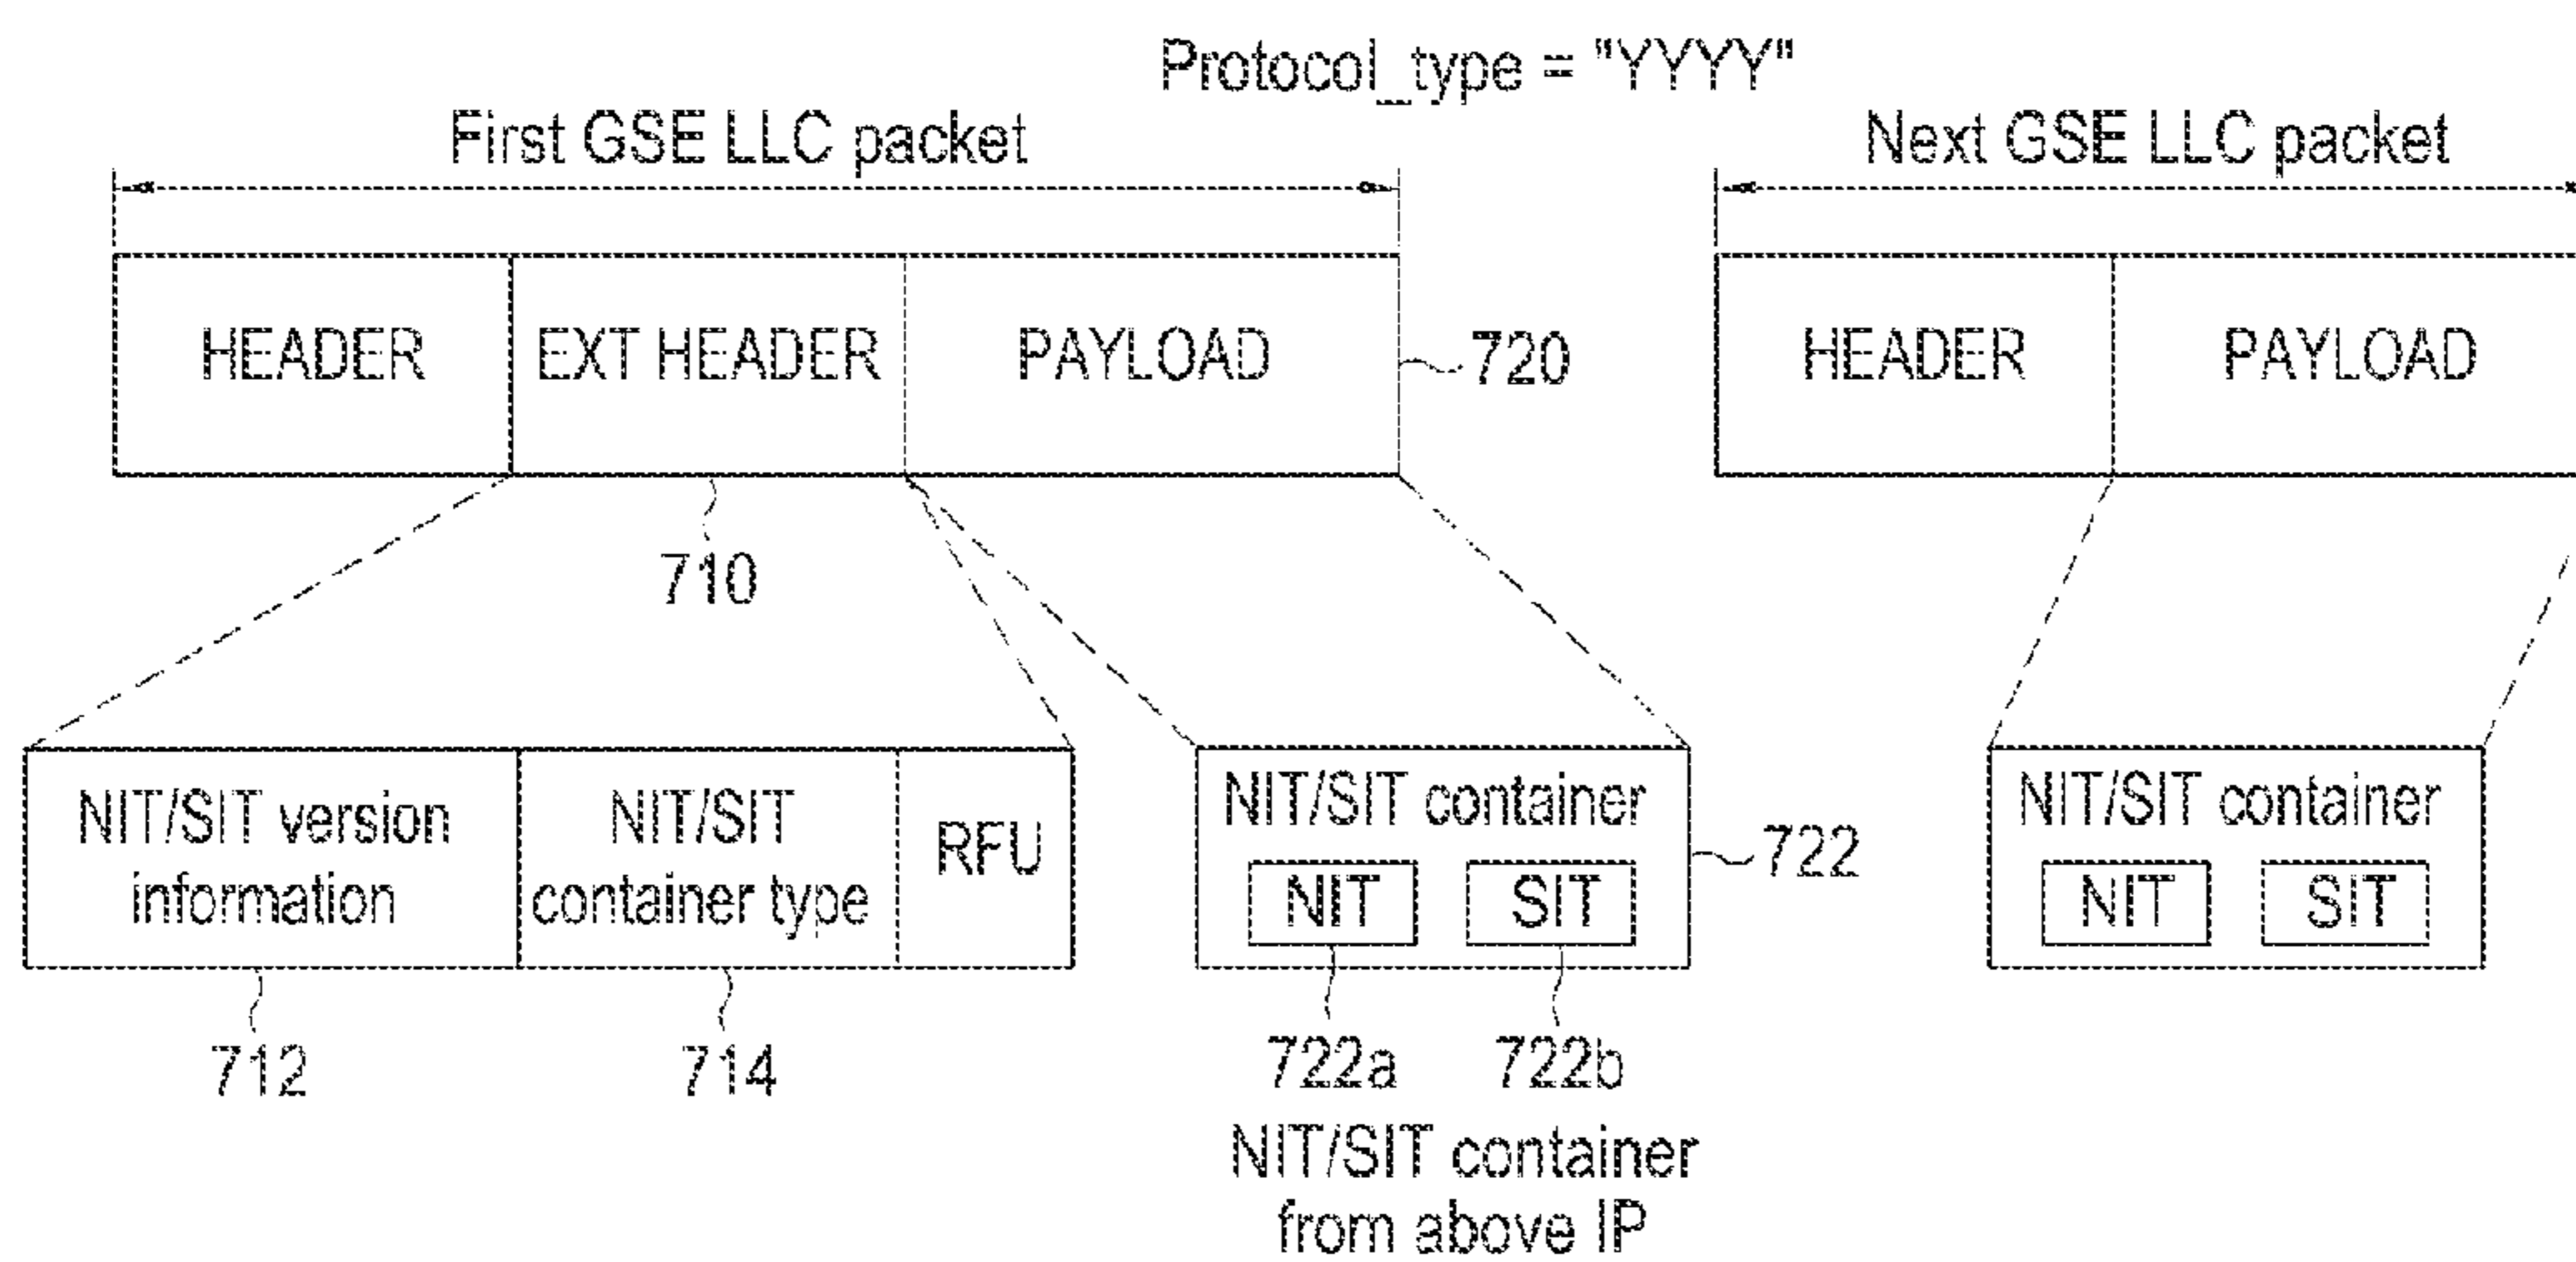 Protocol_type = "YYYY"
First GSE LLC packet
Next GSE LLC packet
HEADER
EXT HEADER
PAYLOAD
720
HEADER
PAYLOAD
710
NIT/SIT version
information
NIT/SIT
container type
RFU
NIT/SIT container
NIT
SIT
722
NIT/SIT container
NIT
SIT
712
714
722a
722b
NIT/SIT container
from above IP